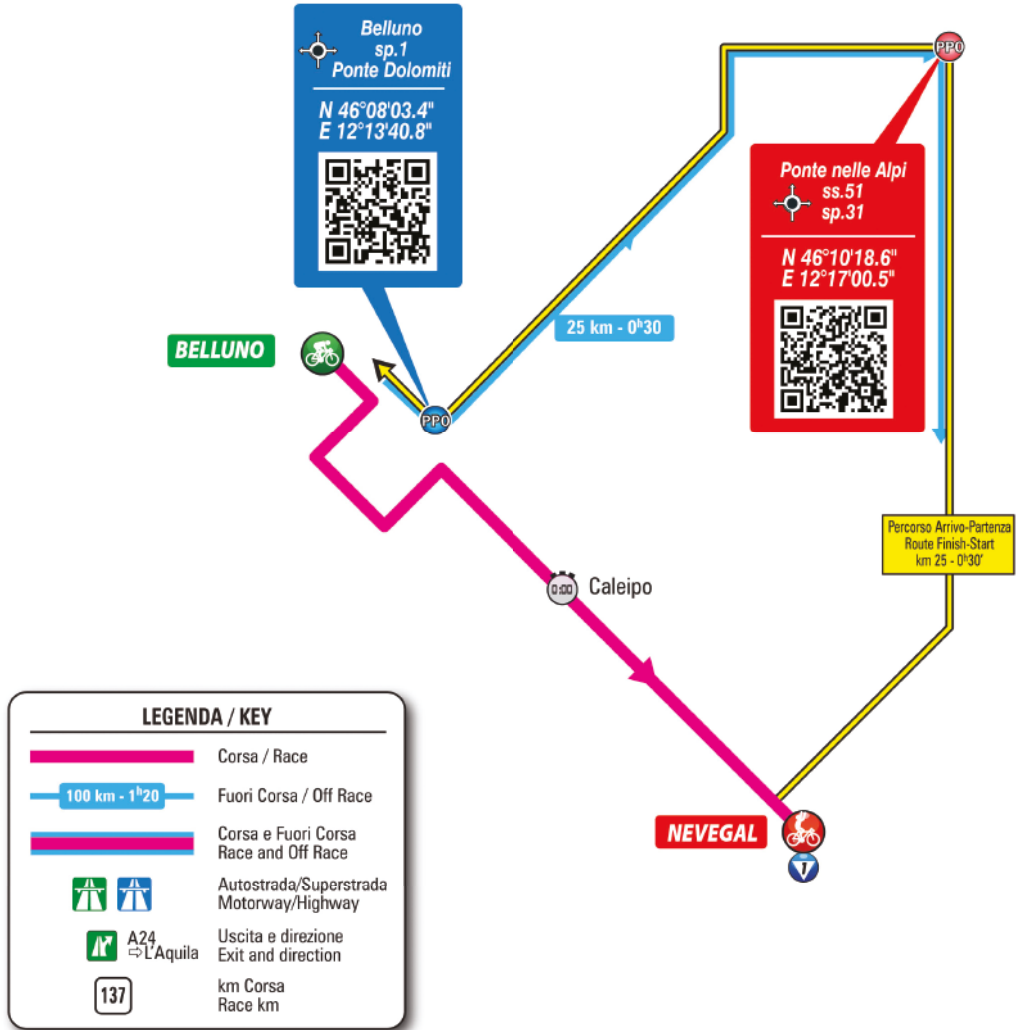 Belluno
sp.1
Ponte Dolomiti
N 46°08'03.4"
E 12°13'40.8"
PPO
Ponte nelle Alpi
ss.51
sp.31
N 46°10'18.6"
E 12°17'00.5"
25 km - 0h30
BELLUNO
PPO
Percorso Arrivo-Partenza
Route Finish-Start
km 25 - 0h30'
0:00
Caleipo
NEVEGAL
1
LEGENDA / KEY
Corsa / Race
100 km - 1h20
Fuori Corsa / Off Race
Corsa e Fuori Corsa
Race and Off Race
Autostrada/Superstrada
Motorway/Highway
A24
⇨L'Aquila
Uscita e direzione
Exit and direction
137
km Corsa
Race km